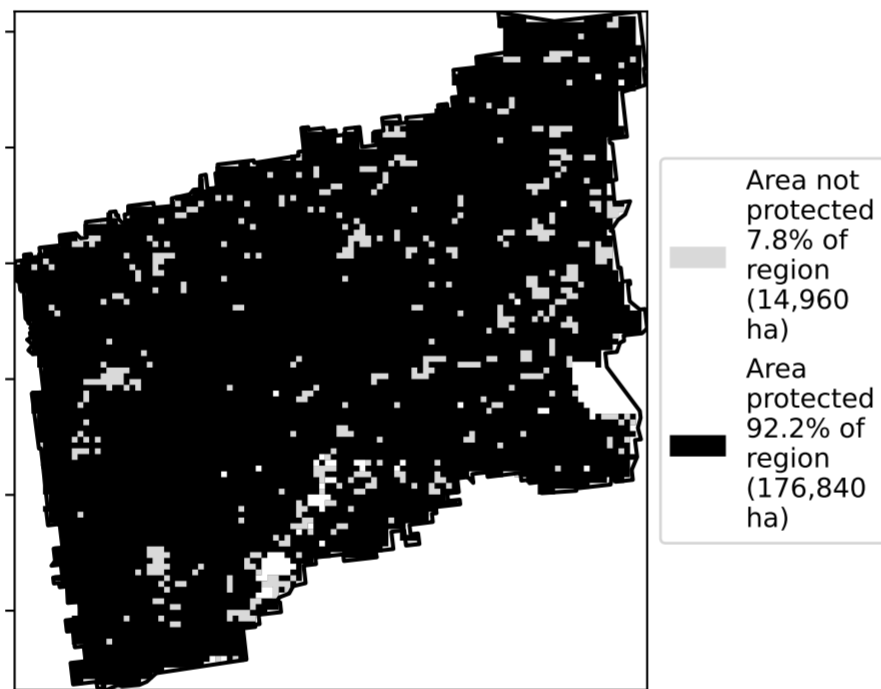 Area not
protected
7.8% of
region
(14,960
ha)
Area
protected
92.2% of
region
(176,840
ha)